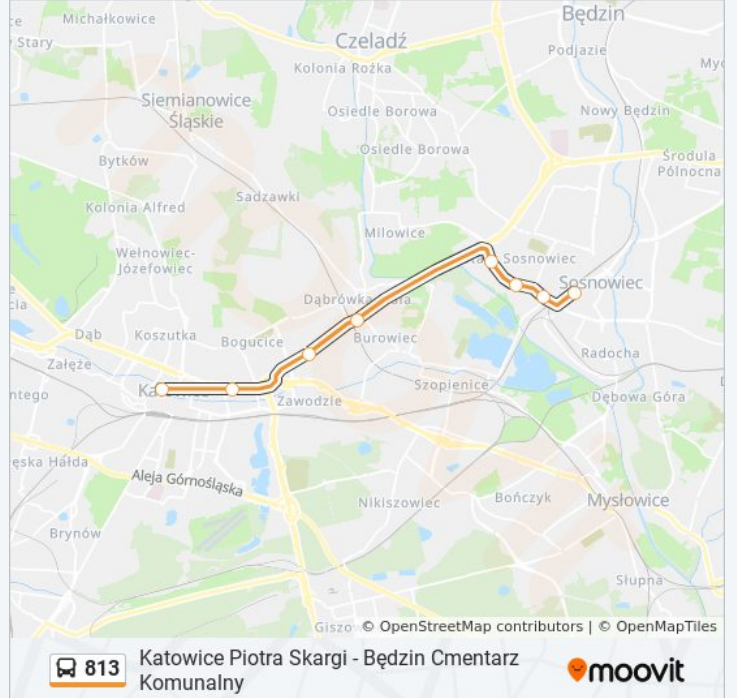 Będzin
Michałkowice
Stary
Czeladź
Podjazie
Kolonia Rożka
Siemianowice
Śląskie
Osiedle Borowa
Nowy Będzin
Osiedle Borowa
Bytków
Środula
Północna
Sadzawki
Kolonia Alfred
Milowice
Wełnowiec-
Józefowiec
Sosnowiec
Sosnowiec
Dąbrówka
Dąb
Koszutka
Bogucice
Burowiec
Radocha
Załęże
Szopienice
Zawodzie
Dębowa Góra
Aleja Górnośląska
Nikiszowiec
Bończyk
Mysłowice
Brynów
Słupna
Giszow
© OpenStreetMap contributors | © OpenMapTiles
813
Katowice Piotra Skargi - Będzin Cmentarz
Komunalny
moovit